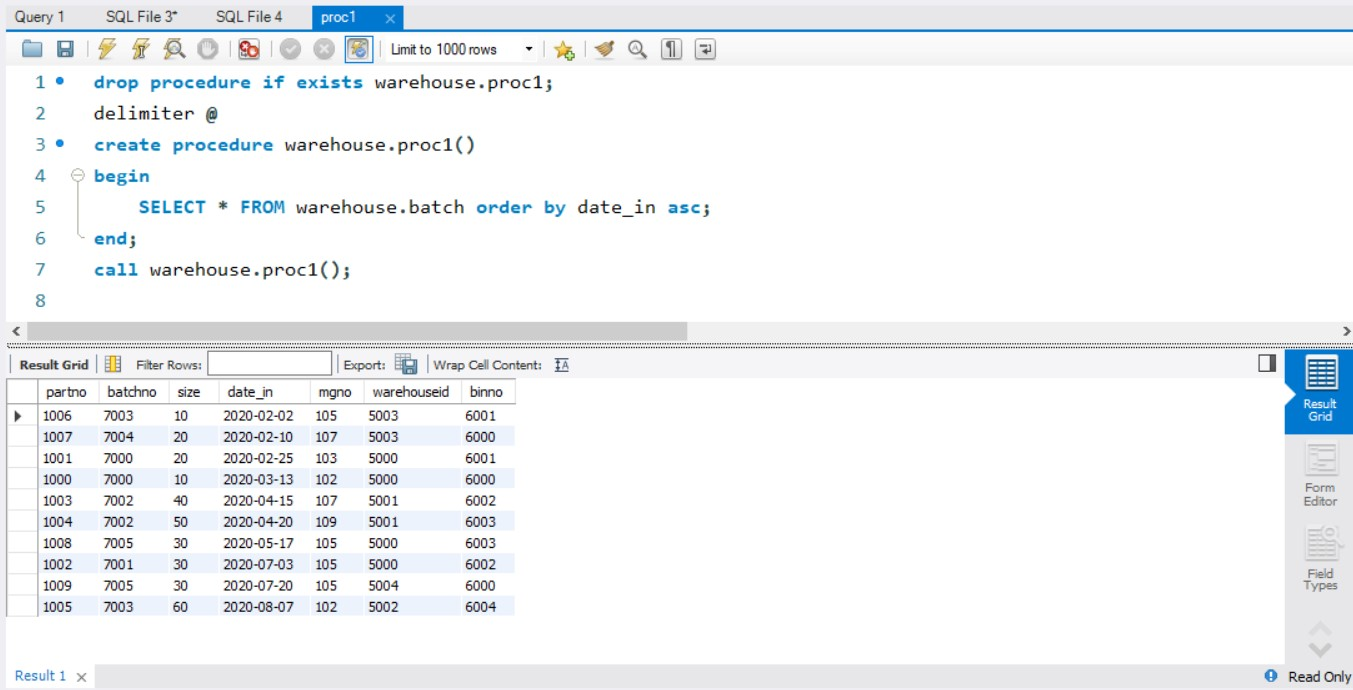 Query 1 SQL File 3* SQL File 4 proc1
Limit to 1000 rows
1 drop procedure if exists warehouse.proc1;
2 delimiter @
3 create procedure warehouse.proc1()
4 begin
5 SELECT * FROM warehouse.batch order by date_in asc;
6 end;
7 call warehouse.proc1();
8
Result Grid Filter Rows: Export: Wrap Cell Content:
partno batchno size date_in mgno warehouseid binno
1006 7003 10 2020-02-02 105 5003 6001
1007 7004 20 2020-02-10 107 5003 6000
1001 7000 20 2020-02-25 103 5000 6001
1000 7000 10 2020-03-13 102 5000 6000
1003 7002 40 2020-04-15 107 5001 6002
1004 7002 50 2020-04-20 109 5001 6003
1008 7005 30 2020-05-17 105 5000 6003
1002 7001 30 2020-07-03 105 5000 6002
1009 7005 30 2020-07-20 105 5004 6000
1005 7003 60 2020-08-07 102 5002 6004
Result
Grid
Form
Editor
Field
Types
Result 1
Read Only